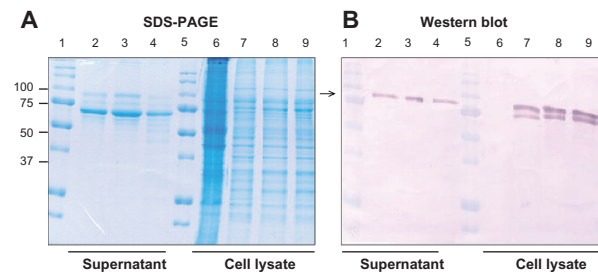 A SDS-PAGE
1 2 3 4 5 6 7 8 9
100
75
50
37
Supernatant Cell lysate
B Western blot
1 2 3 4 5 6 7 8 9
Supernatant Cell lysate